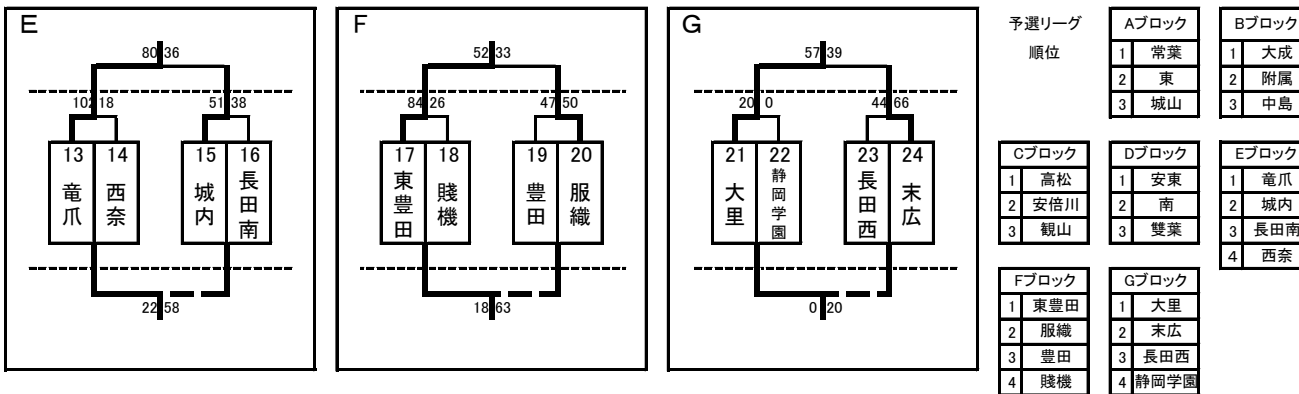 E
80 36
102 18
51 38
13 竜爪
14 西奈
15 城内
16 長田南
22 58
F
52 33
84 26
47 50
17 東豊田
18 賤機
19 豊田
20 服織
18 63
G
57 39
20 0
44 66
21 大里
22 静岡学園
23 長田西
24 末広
0 20
予選リーグ
順位
Aブロック
1 常葉
2 東
3 城山
Bブロック
1 大成
2 附属
3 中島
Cブロック
1 高松
2 安倍川
3 観山
Dブロック
1 安東
2 南
3 雙葉
Eブロック
1 竜爪
2 城内
3 長田南
4 西奈
Fブロック
1 東豊田
2 服織
3 豊田
4 賤機
Gブロック
1 大里
2 末広
3 長田西
4 静岡学園